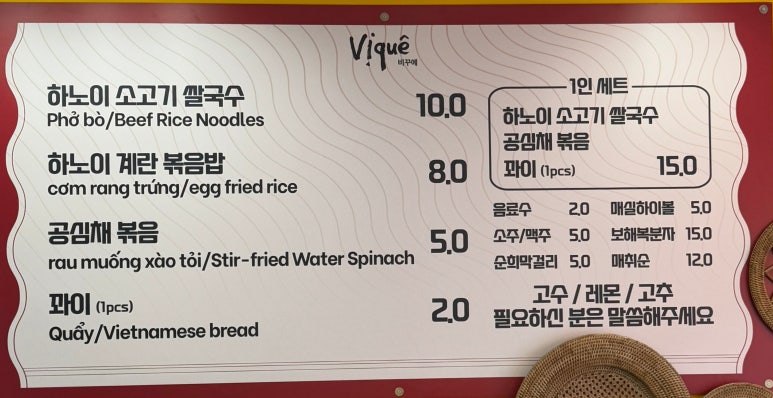 Vị quê
비꾸에
하노이 소고기 쌀국수 10.0
Phở bò/Beef Rice Noodles
하노이 계란 볶음밥 8.0
cơm rang trứng/egg fried rice
공심채 볶음 5.0
rau muống xào tỏi/Stir-fried Water Spinach
꽈이 (1pcs) 2.0
Quẩy/Vietnamese bread
1인 세트
하노이 소고기 쌀국수
공심채 볶음
꽈이 (1pcs) 15.0
음료수 2.0 매실하이볼 5.0
소주/맥주 5.0 보해복분자 15.0
순희막걸리 5.0 매취순 12.0
고수 / 레몬 / 고추
필요하신 분은 말씀해주세요